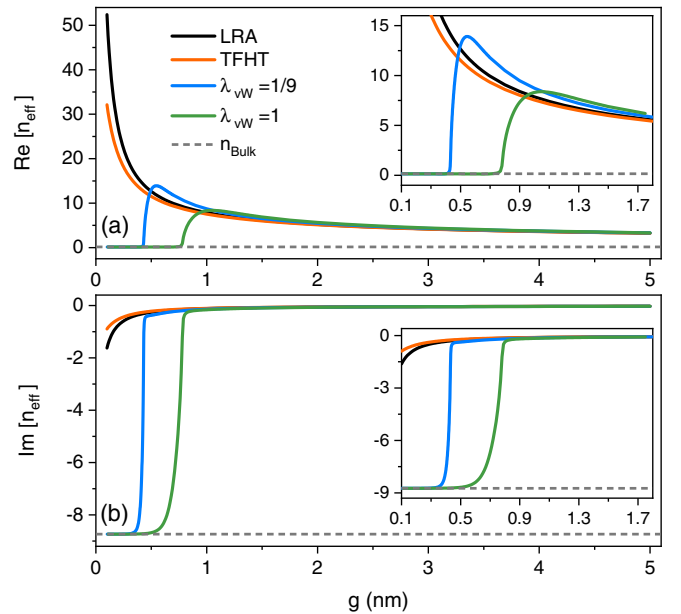 50
40
30
20
10
0
Re [n_eff]
LRA
TFHT
λ_vW =1/9
λ_vW =1
n_Bulk
(a)
15
10
5
0
0.1 0.5 0.9 1.3 1.7
0 1 2 3 4 5
0
-2
-4
-6
-8
Im [n_eff]
(b)
0
-3
-6
-9
0.1 0.5 0.9 1.3 1.7
0 1 2 3 4 5
g (nm)